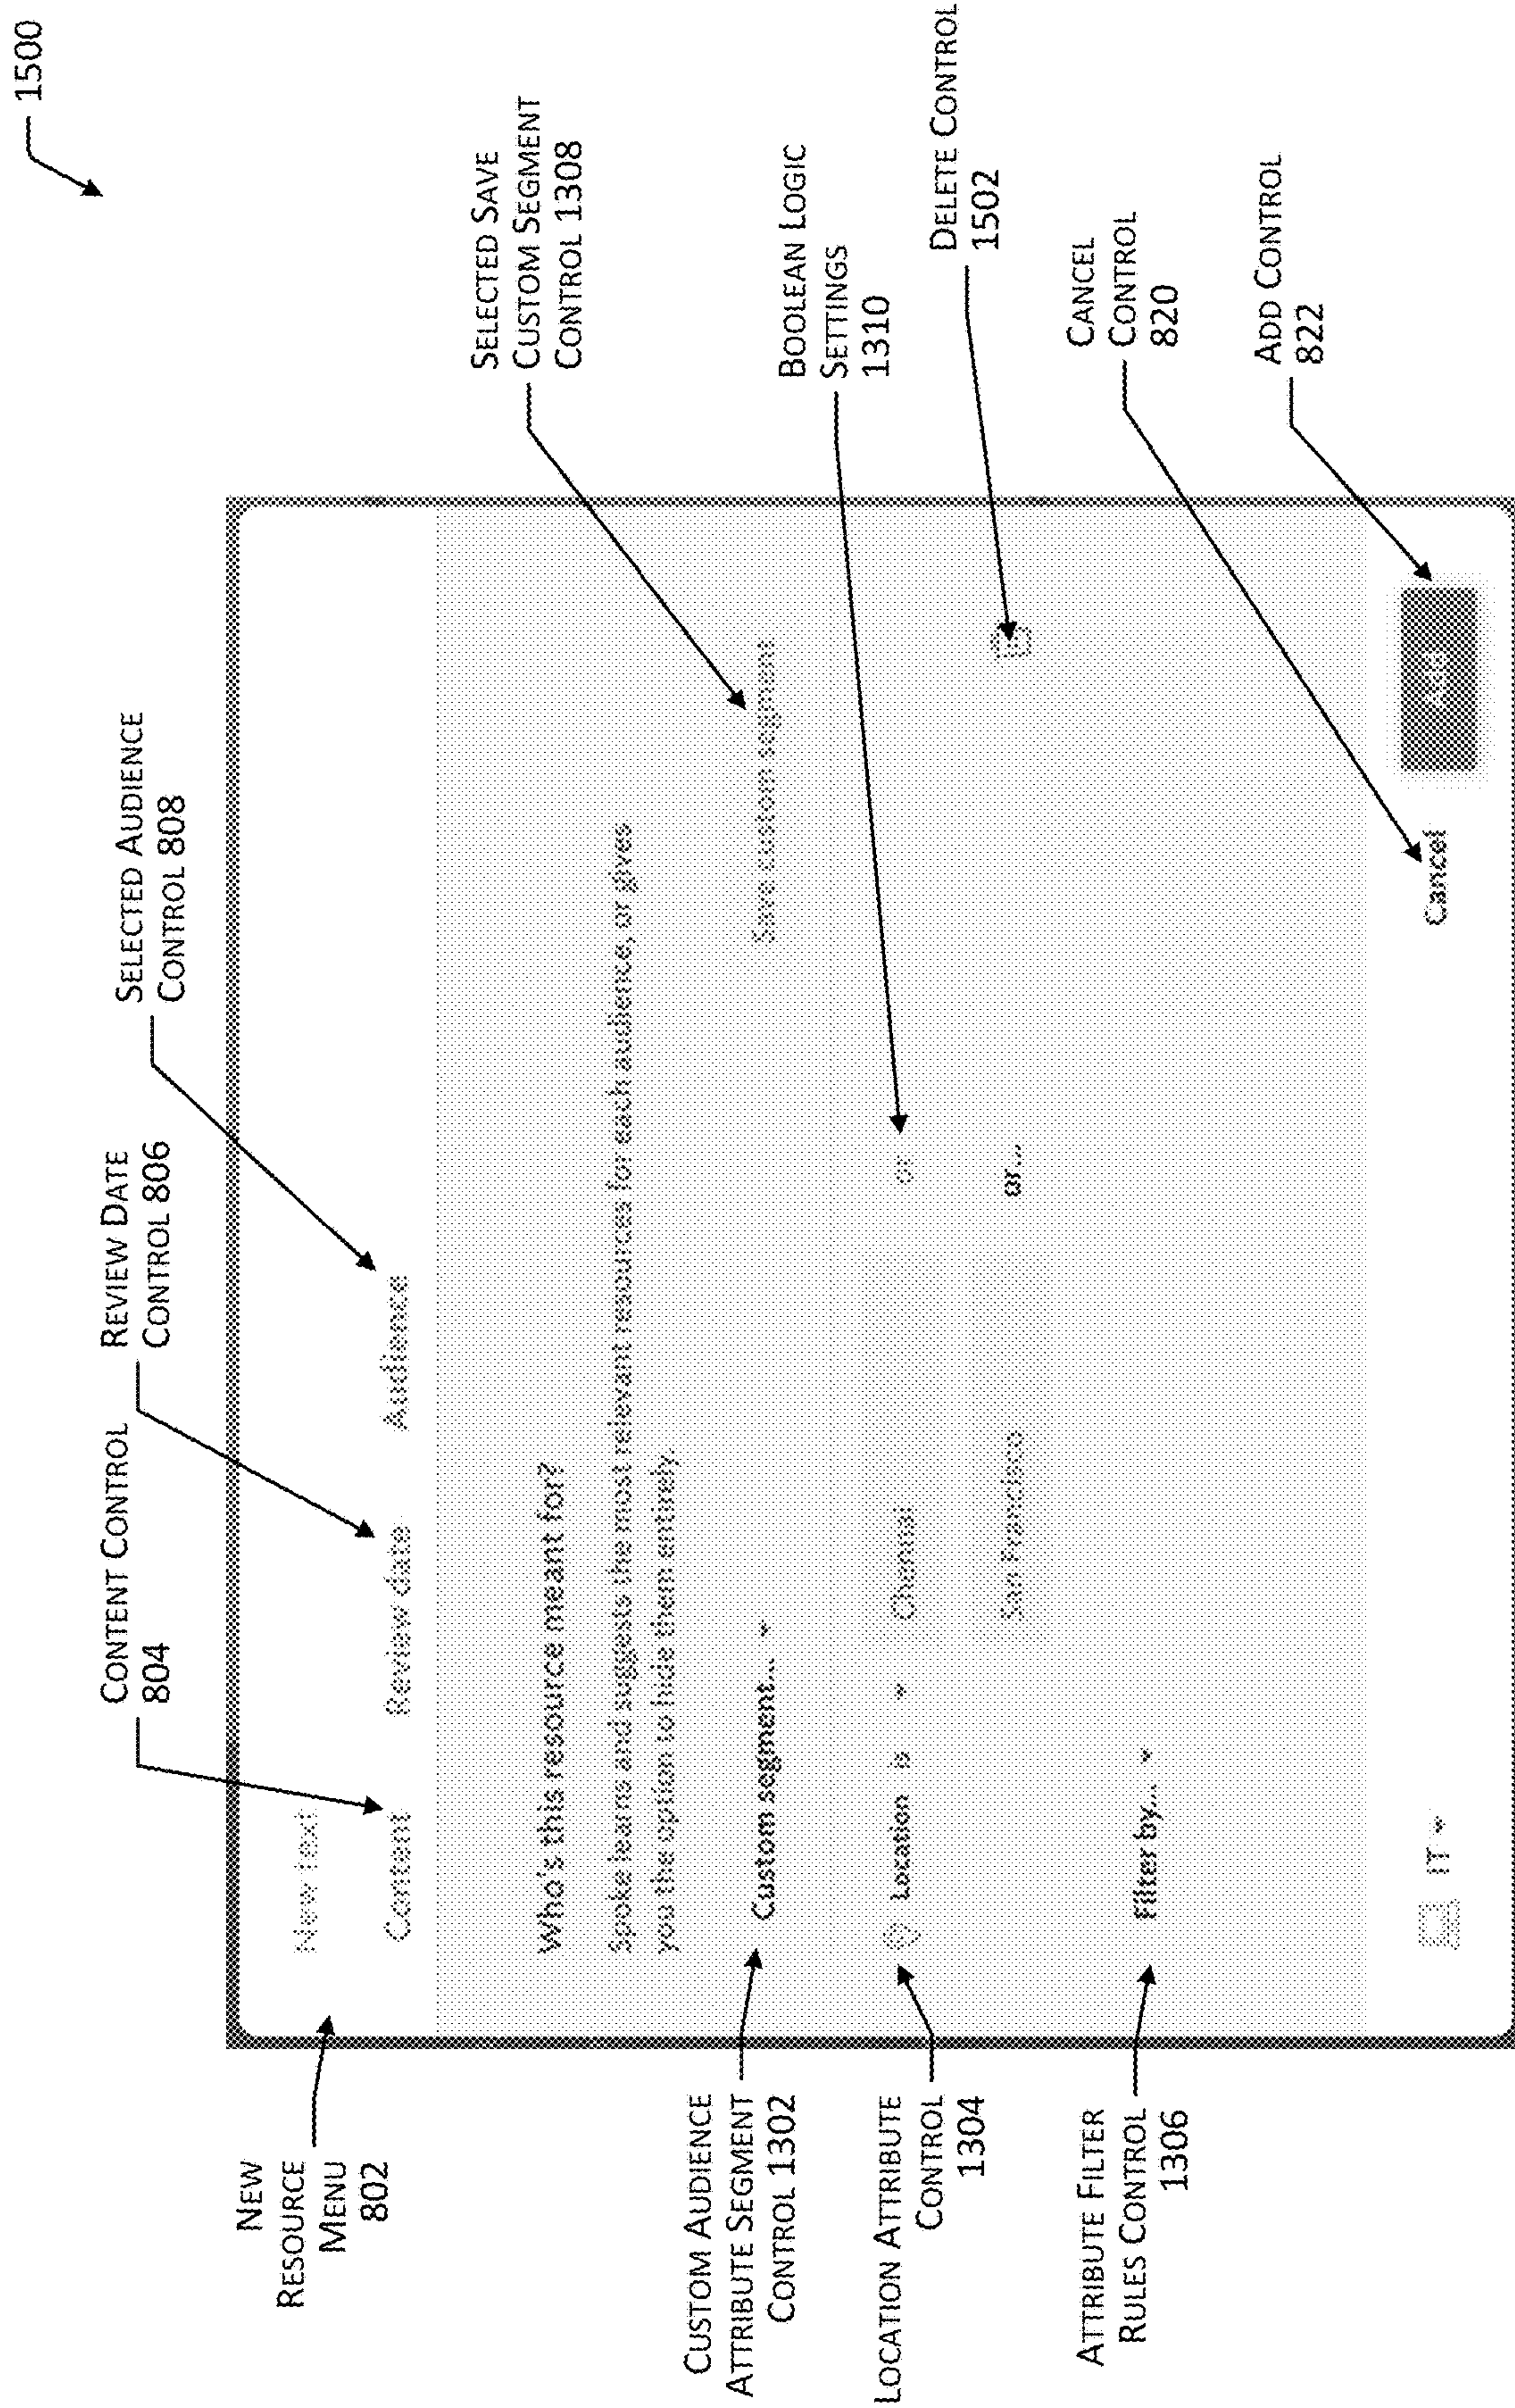 1500
CONTENT CONTROL
804
REVIEW DATE
CONTROL 806
SELECTED AUDIENCE
CONTROL 808
NEW
RESOURCE
MENU
802
New text
Content
Review date
Audience
Who's this resource meant for?
Spoke learns and suggests the most relevant resources for each audience, or gives
you the option to hide them entirely.
SELECTED SAVE
CUSTOM SEGMENT
CONTROL 1308
CUSTOM AUDIENCE
ATTRIBUTE SEGMENT
CONTROL 1302
Custom segment...
Save custom segment
BOOLEAN LOGIC
SETTINGS
1310
LOCATION ATTRIBUTE
CONTROL
1304
Location is
Chennai
or
San Francisco
or...
DELETE CONTROL
1502
ATTRIBUTE FILTER
RULES CONTROL
1306
Filter by...
CANCEL
CONTROL
820
ADD CONTROL
822
IT
Cancel
Add